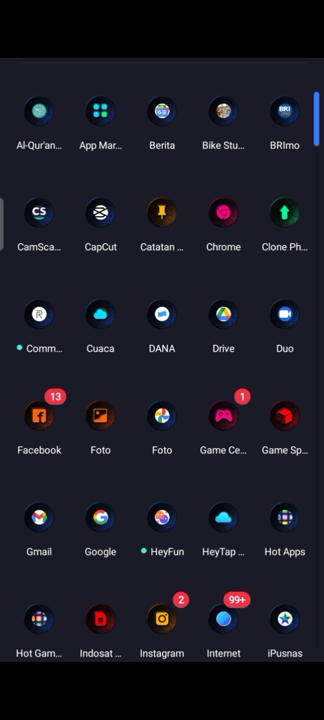 Al-Qur'an... App Mar... Berita Bike Stu... BRImo
BRI
CS
CamSca... CapCut Catatan ... Chrome Clone Ph...
Comm... Cuaca DANA Drive Duo
13 1
Facebook Foto Foto Game Ce... Game Sp...
Gmail Google HeyFun HeyTap ... Hot Apps
2 99+
Hot Gam... Indosat ... Instagram Internet iPusnas